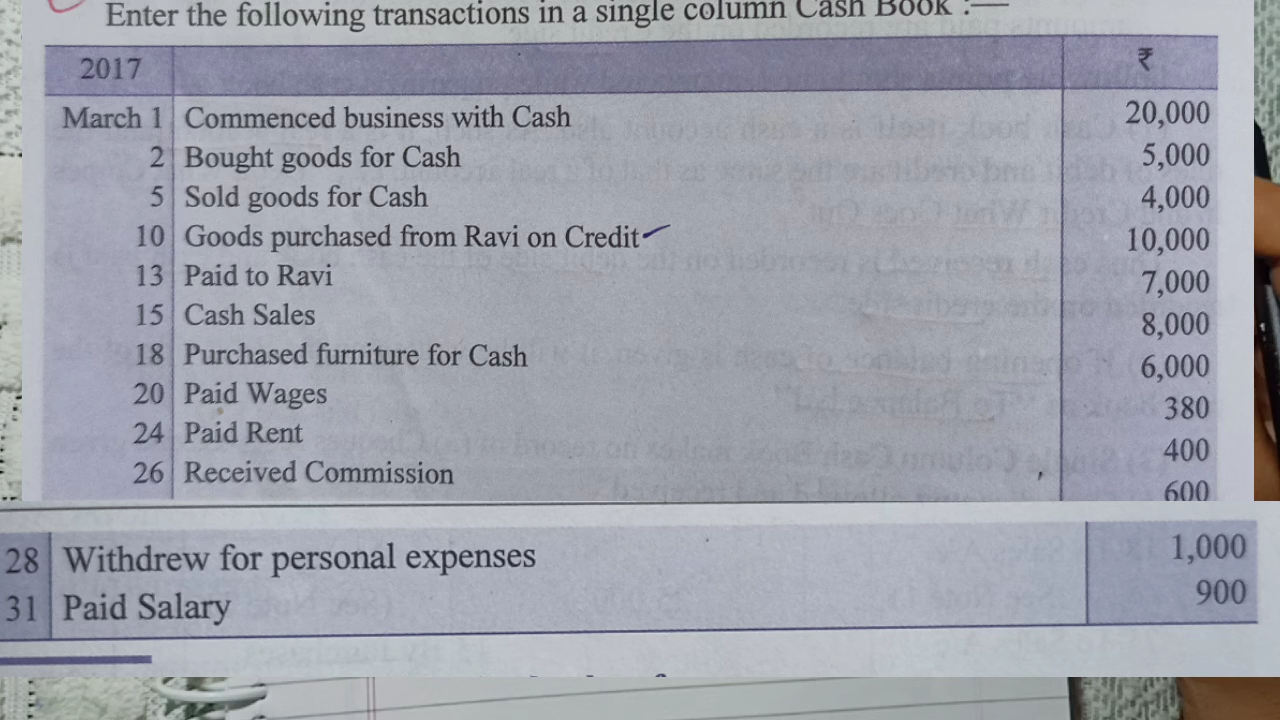 Enter the following transactions in a single column Cash Book :—
2017 ₹
March 1 Commenced business with Cash 20,000
2 Bought goods for Cash 5,000
5 Sold goods for Cash 4,000
10 Goods purchased from Ravi on Credit 10,000
13 Paid to Ravi 7,000
15 Cash Sales 8,000
18 Purchased furniture for Cash 6,000
20 Paid Wages 380
24 Paid Rent 400
26 Received Commission 600
28 Withdrew for personal expenses 1,000
31 Paid Salary 900